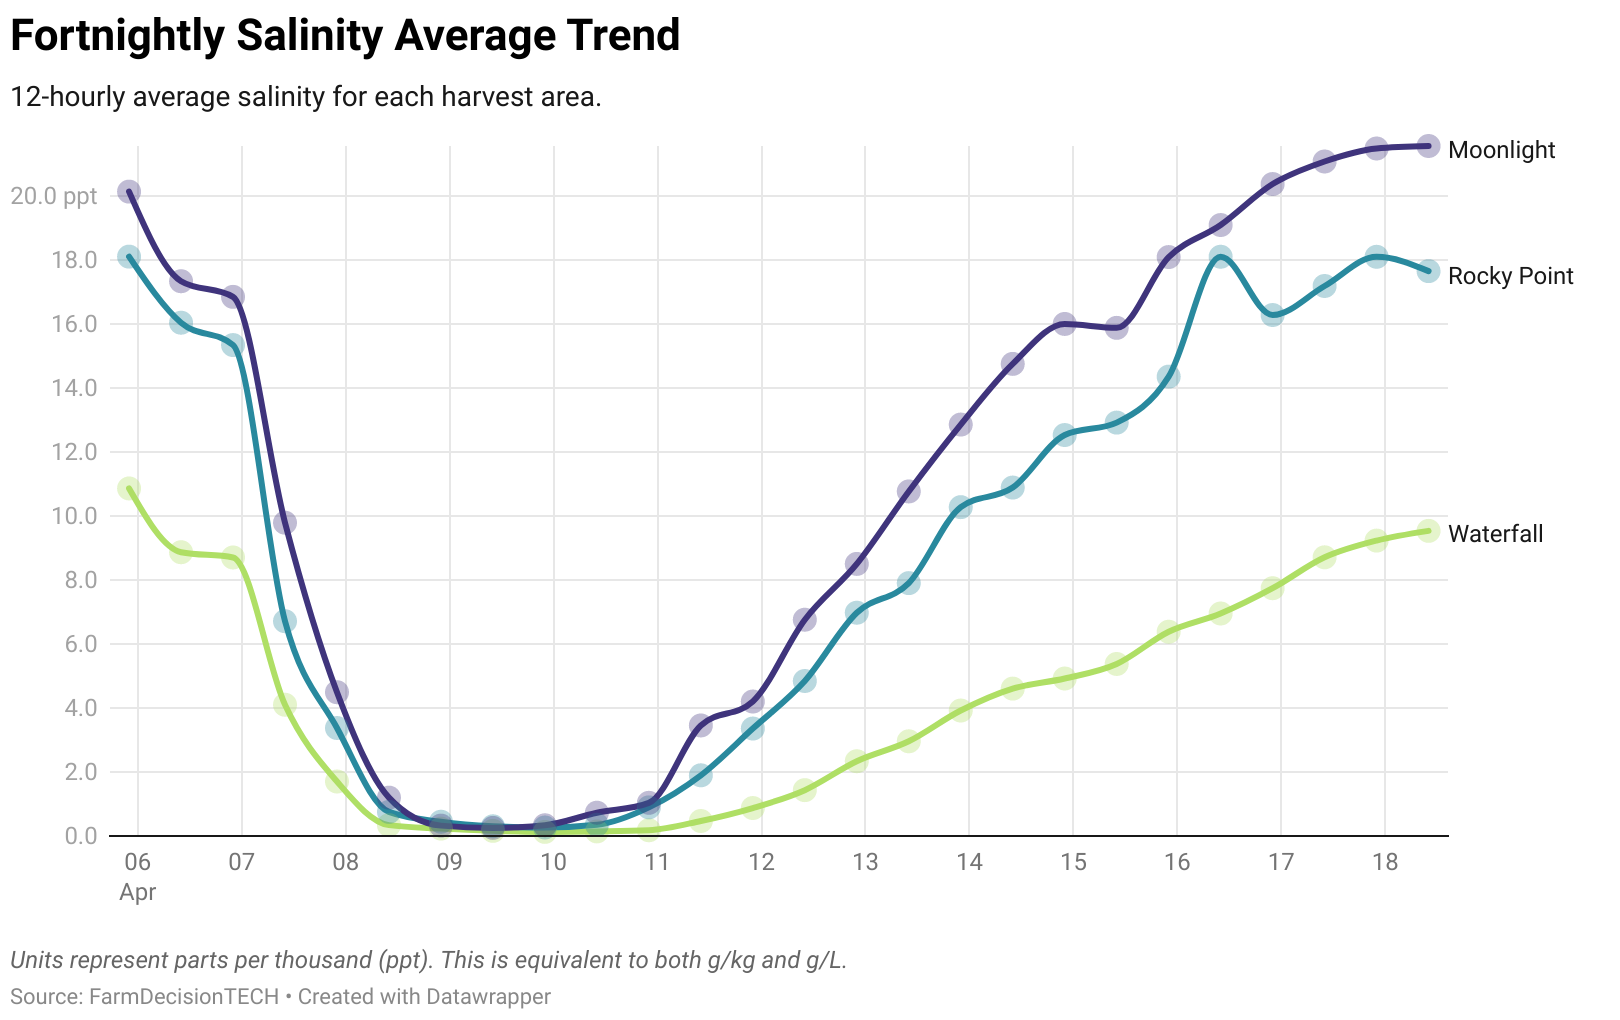 Fortnightly Salinity Average Trend
12-hourly average salinity for each harvest area.
Moonlight
20.0 ppt
18.0
Rocky Point
16.0
14.0
12.0
10.0
Waterfall
8.0
6.0
4.0
2.0
0.0
06 07 08 09 10 11 12 13 14 15 16 17 18
Apr
Units represent parts per thousand (ppt). This is equivalent to both g/kg and g/L.
Source: FarmDecisionTECH • Created with Datawrapper